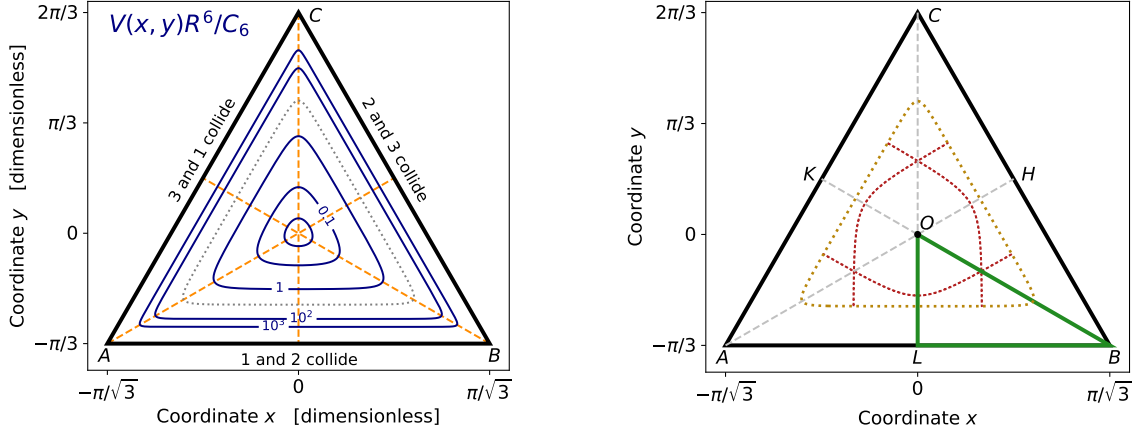 V(x, y)R⁶/C₆
2π/3
π/3
0
−π/3
Coordinate y [dimensionless]
C
3 and 1 collide
2 and 3 collide
0.1
1
10²
10³
A
B
1 and 2 collide
−π/√3
0
π/√3
Coordinate x [dimensionless]
2π/3
π/3
0
−π/3
Coordinate y
C
K
H
O
A
L
B
−π/√3
0
π/√3
Coordinate x